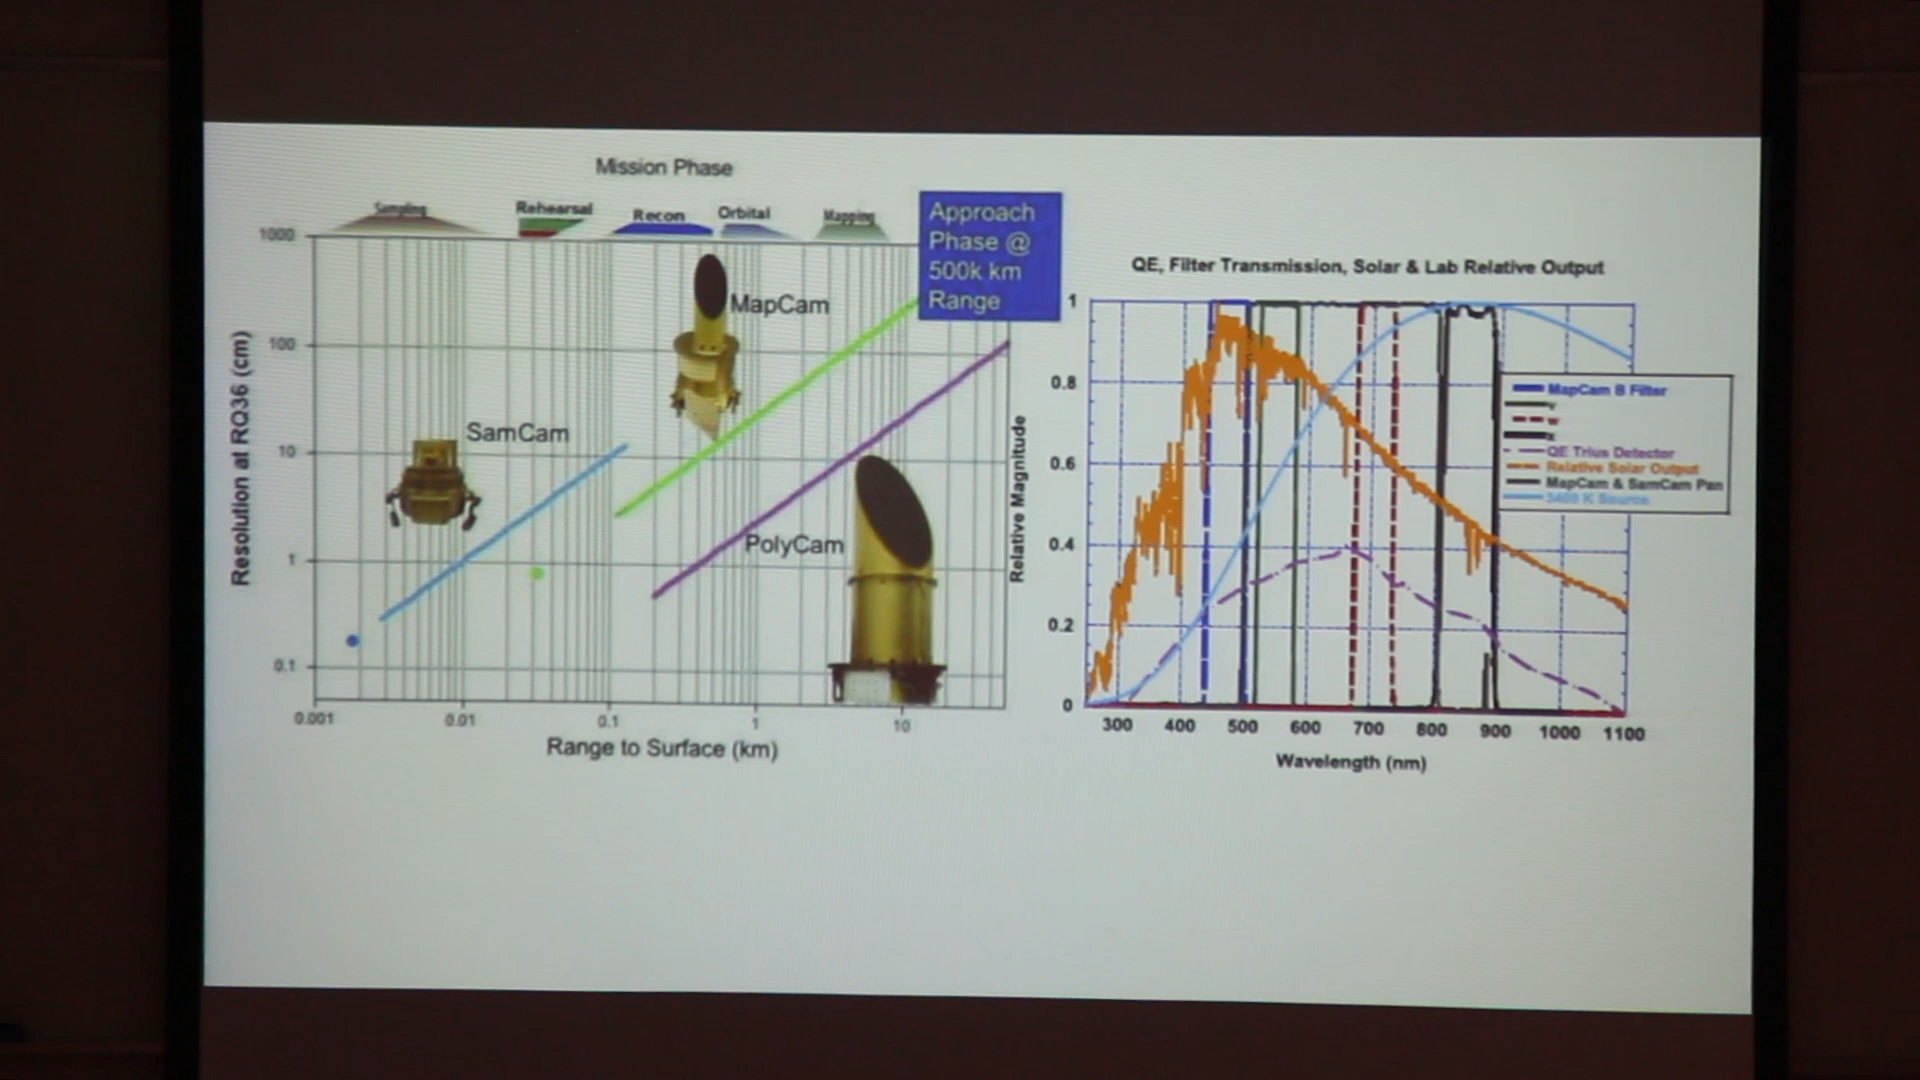 Mission Phase
Sampling
Rehearsal
Recon
Orbital
Mapping
Approach
Phase @
500k km
Range
1000
100
10
1
0.1
Resolution at RQ36 (cm)
MapCam
SamCam
PolyCam
0.001
0.01
0.1
1
10
Range to Surface (km)
QE, Filter Transmission, Solar & Lab Relative Output
1
0.8
0.6
0.4
0.2
0
Relative Magnitude
MapCam B Filter
V
W
X
QE Trius Detector
Relative Solar Output
MapCam & SamCam Pan
3400 K Source
300
400
500
600
700
800
900
1000
1100
Wavelength (nm)